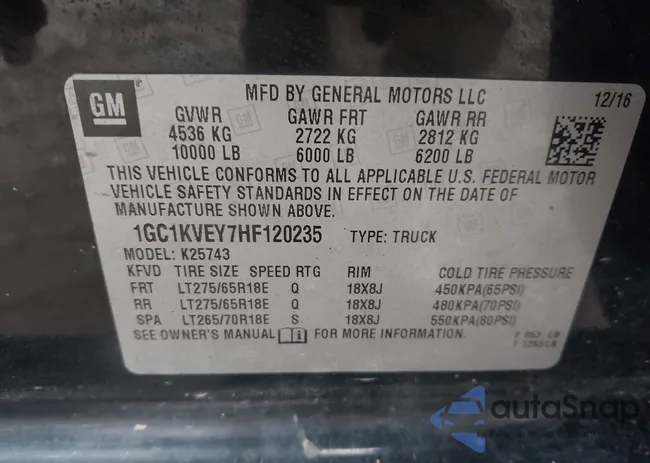 GM
MFD BY GENERAL MOTORS LLC 12/16
GVWR GAWR FRT GAWR RR
4536 KG 2722 KG 2812 KG
10000 LB 6000 LB 6200 LB
THIS VEHICLE CONFORMS TO ALL APPLICABLE U.S. FEDERAL MOTOR
VEHICLE SAFETY STANDARDS IN EFFECT ON THE DATE OF
MANUFACTURE SHOWN ABOVE.
1GC1KVEY7HF120235 TYPE: TRUCK
MODEL: K25743
KFVD TIRE SIZE SPEED RTG RIM COLD TIRE PRESSURE
FRT LT275/65R18E Q 18X8J 450KPA(65PSI)
RR LT275/65R18E Q 18X8J 480KPA(70PSI)
SPA LT265/70R18E S 18X8J 550KPA(80PSI)
SEE OWNER'S MANUAL FOR MORE INFORMATION.
LB
LB
autoSnap